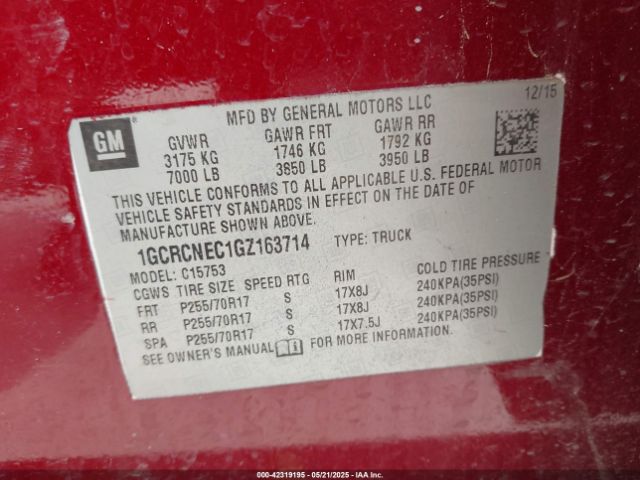 MFD BY GENERAL MOTORS LLC 12/15
GM
GVWR GAWR FRT GAWR RR
3175 KG 1746 KG 1792 KG
7000 LB 3850 LB 3950 LB
THIS VEHICLE CONFORMS TO ALL APPLICABLE U.S. FEDERAL MOTOR
VEHICLE SAFETY STANDARDS IN EFFECT ON THE DATE OF
MANUFACTURE SHOWN ABOVE.
1GCRCNEC1GZ163714 TYPE: TRUCK
MODEL: C15753
CGWS TIRE SIZE SPEED RTG RIM COLD TIRE PRESSURE
FRT P255/70R17 S 17X8J 240KPA(35PSI)
RR P255/70R17 S 17X8J 240KPA(35PSI)
SPA P255/70R17 S 17X7.5J 240KPA(35PSI)
SEE OWNER'S MANUAL FOR MORE INFORMATION.
000-42319195 - 05/21/2025 - IAA Inc.